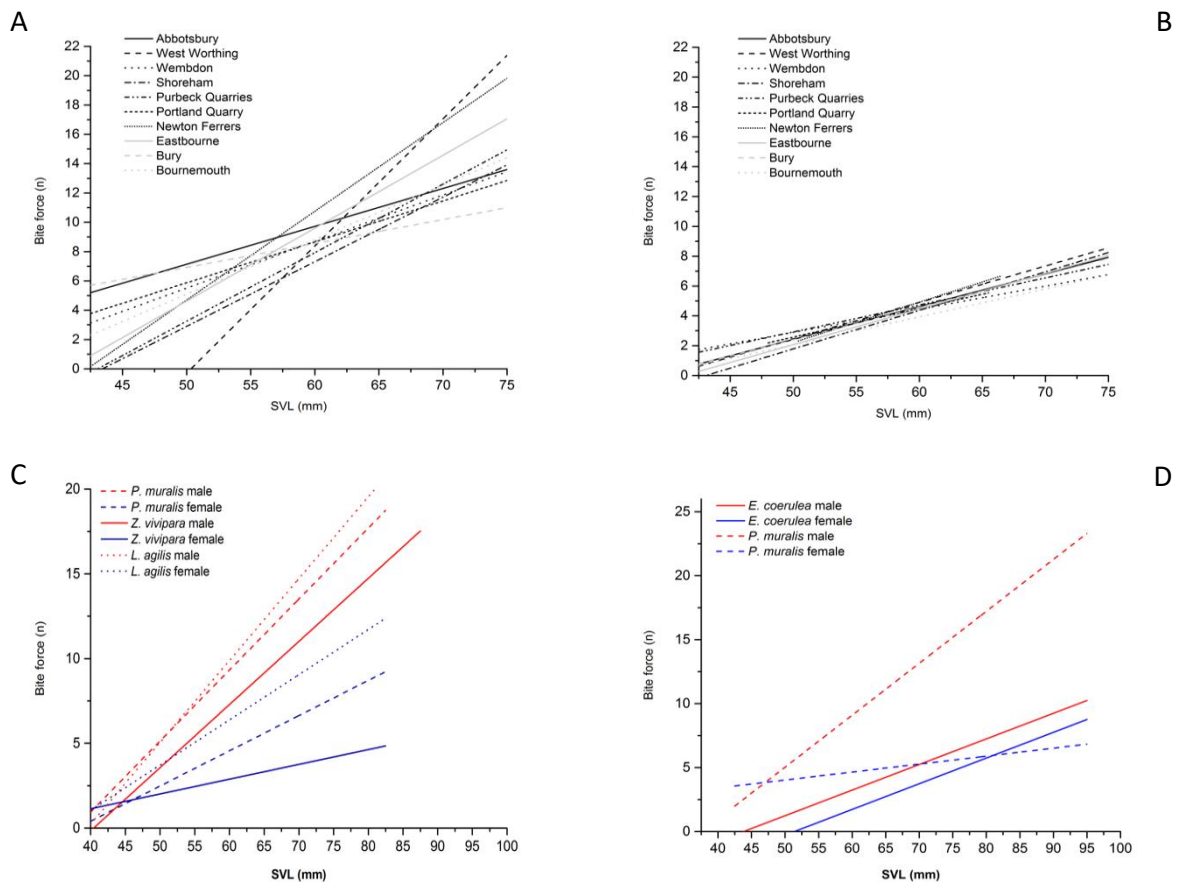 A
Abbotsbury
West Worthing
Wembdon
Shoreham
Purbeck Quarries
Portland Quarry
Newton Ferrers
Eastbourne
Bury
Bournemouth
22
20
18
16
14
12
10
8
6
4
2
0
Bite force (n)
45 50 55 60 65 70 75
SVL (mm)
B
Abbotsbury
West Worthing
Wembdon
Shoreham
Purbeck Quarries
Portland Quarry
Newton Ferrers
Eastbourne
Bury
Bournemouth
22
20
18
16
14
12
10
8
6
4
2
0
Bite force (n)
45 50 55 60 65 70 75
SVL (mm)
C
P. muralis male
P. muralis female
Z. vivipara male
Z. vivipara female
L. agilis male
L. agilis female
20
15
10
5
0
Bite force (n)
40 45 50 55 60 65 70 75 80 85 90 95 100
SVL (mm)
D
E. coerulea male
E. coerulea female
P. muralis male
P. muralis female
25
20
15
10
5
0
Bite force (n)
40 45 50 55 60 65 70 75 80 85 90 95 100
SVL (mm)